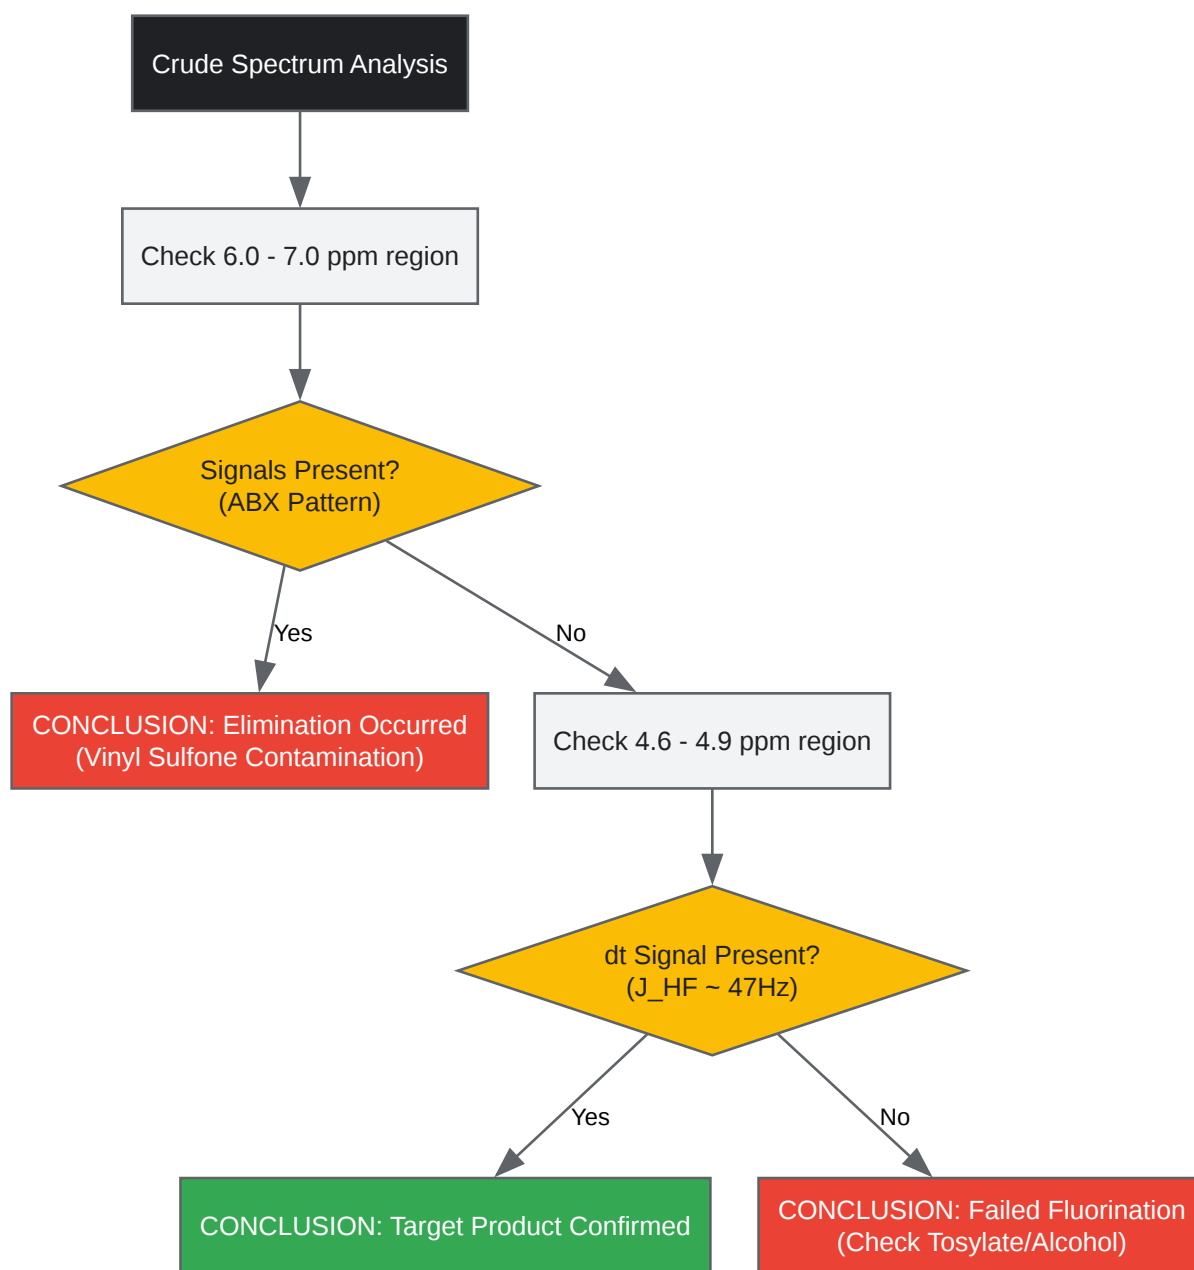 Crude Spectrum Analysis
Check 6.0 - 7.0 ppm region
Signals Present?
(ABX Pattern)
Yes
No
CONCLUSION: Elimination Occurred
(Vinyl Sulfone Contamination)
Check 4.6 - 4.9 ppm region
dt Signal Present?
(J_HF ~ 47Hz)
Yes
No
CONCLUSION: Target Product Confirmed
CONCLUSION: Failed Fluorination
(Check Tosylate/Alcohol)